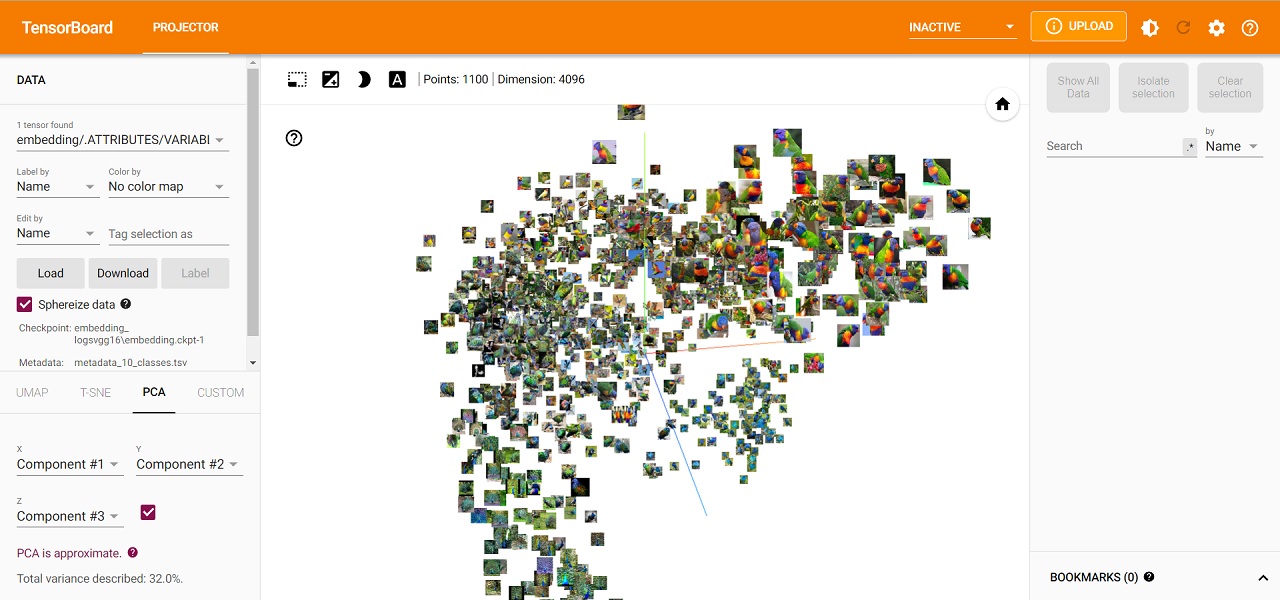 TensorBoard
PROJECTOR
INACTIVE
UPLOAD
DATA
1 tensor found
embedding/.ATTRIBUTES/VARIABL
Label by
Color by
Name
No color map
Edit by
Name
Tag selection as
Load
Download
Label
Sphereize data
Checkpoint: embedding_
logsvgg16\embedding.ckpt-1
Metadata: metadata_10_classes.tsv
UMAP
T-SNE
PCA
CUSTOM
X
Y
Component #1
Component #2
Z
Component #3
PCA is approximate.
Total variance described: 32.0%.
A
Points: 1100
Dimension: 4096
Show All
Data
Isolate
selection
Clear
selection
Search
.*
by
Name
BOOKMARKS (0)